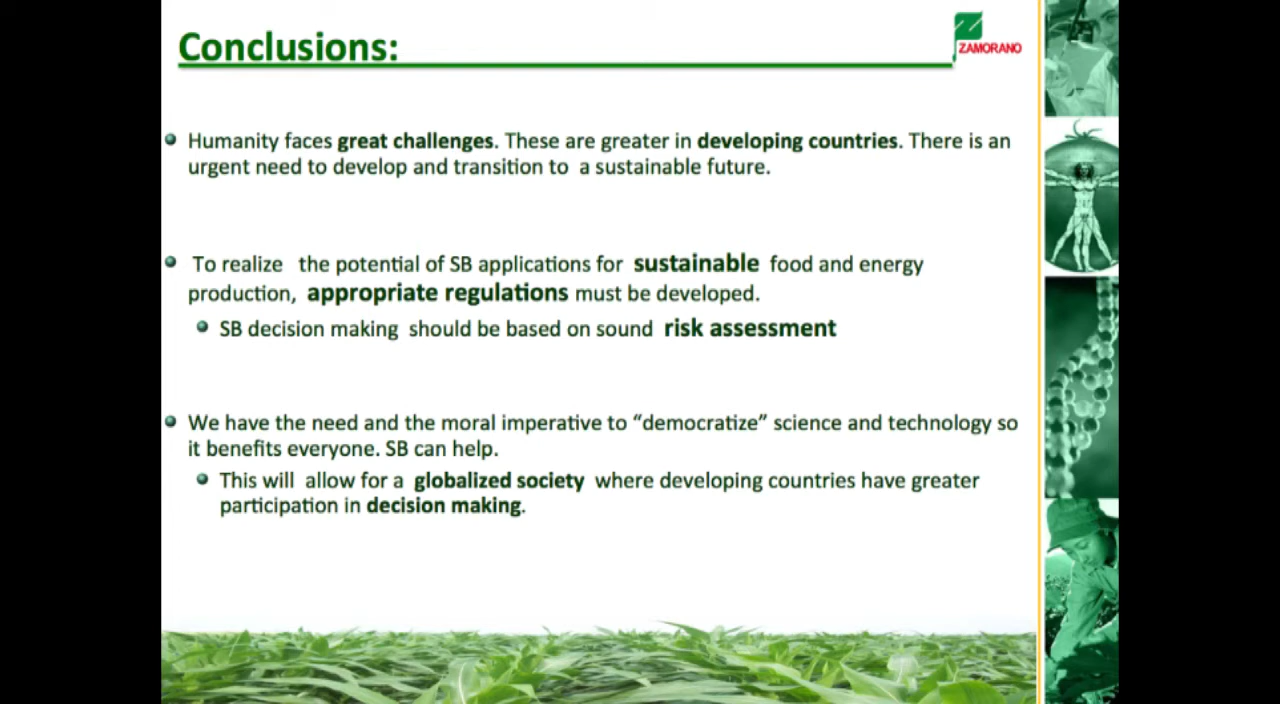 Conclusions:
ZAMORANO
Humanity faces great challenges. These are greater in developing countries. There is an
urgent need to develop and transition to a sustainable future.
To realize the potential of SB applications for sustainable food and energy
production, appropriate regulations must be developed.
SB decision making should be based on sound risk assessment
We have the need and the moral imperative to “democratize” science and technology so
it benefits everyone. SB can help.
This will allow for a globalized society where developing countries have greater
participation in decision making.